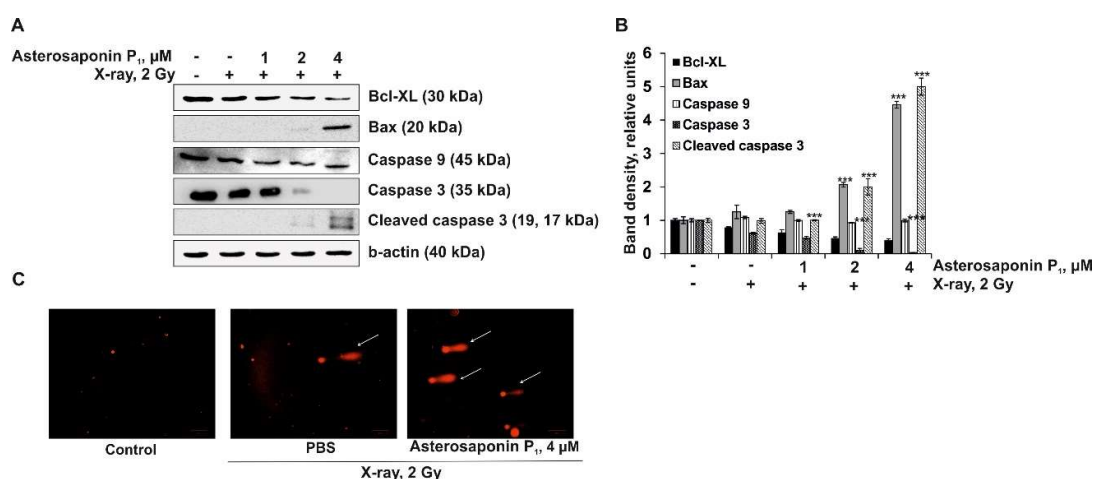 A
Asterosaponin P1, µM - - 1 2 4
X-ray, 2 Gy - + + + +
Bcl-XL (30 kDa)
Bax (20 kDa)
Caspase 9 (45 kDa)
Caspase 3 (35 kDa)
Cleaved caspase 3 (19, 17 kDa)
b-actin (40 kDa)
B
Band density, relative units
6
5
4
3
2
1
0
Bcl-XL
Bax
Caspase 9
Caspase 3
Cleaved caspase 3
***
*** *** ***
*** *** ***
- - 1 2 4 Asterosaponin P1, µM
- + + + + X-ray, 2 Gy
C
Control
PBS
Asterosaponin P1, 4 µM
X-ray, 2 Gy